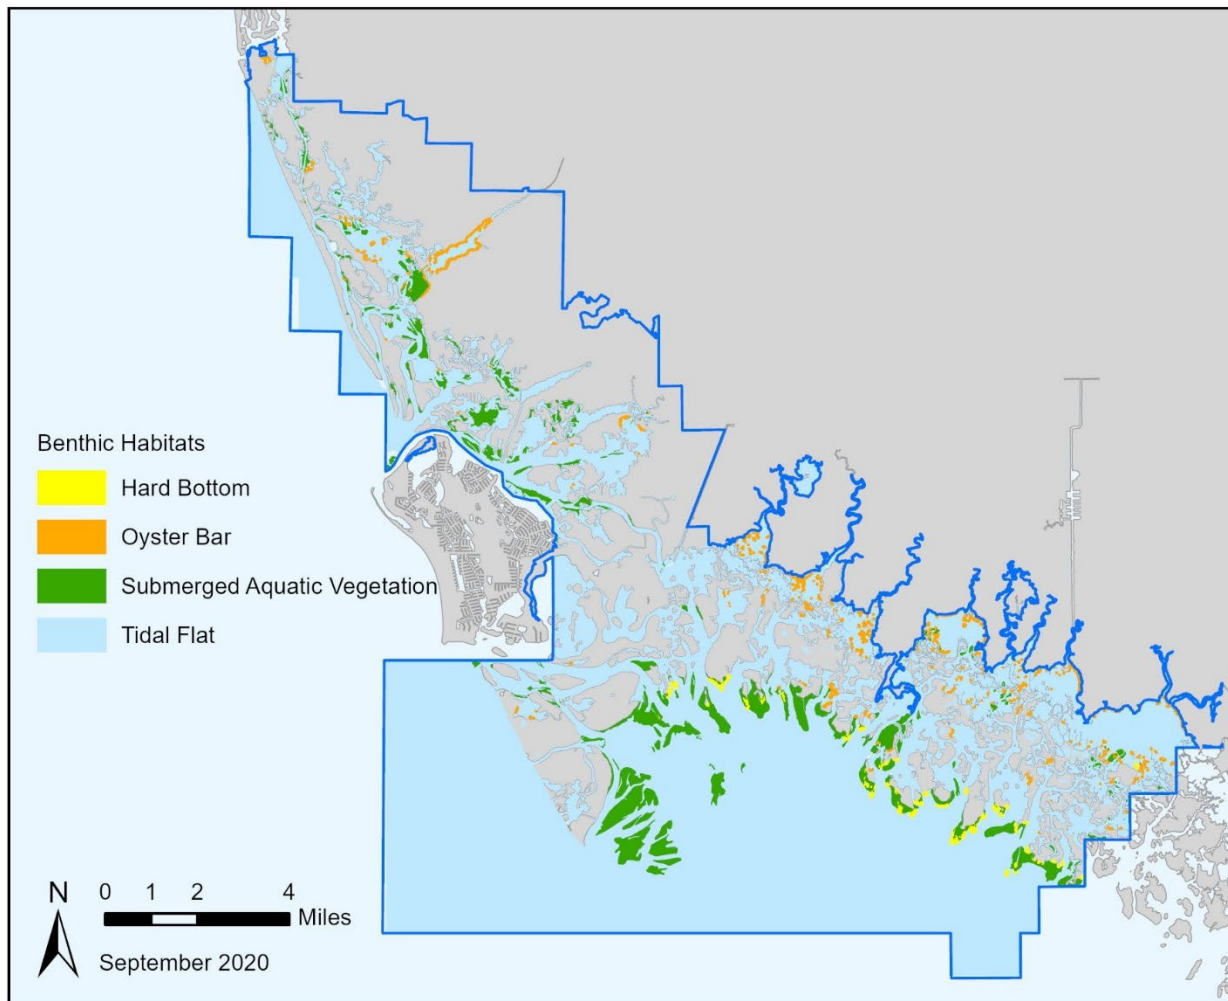 Benthic Habitats
Hard Bottom
Oyster Bar
Submerged Aquatic Vegetation
Tidal Flat
N
0 1 2 4
Miles
September 2020